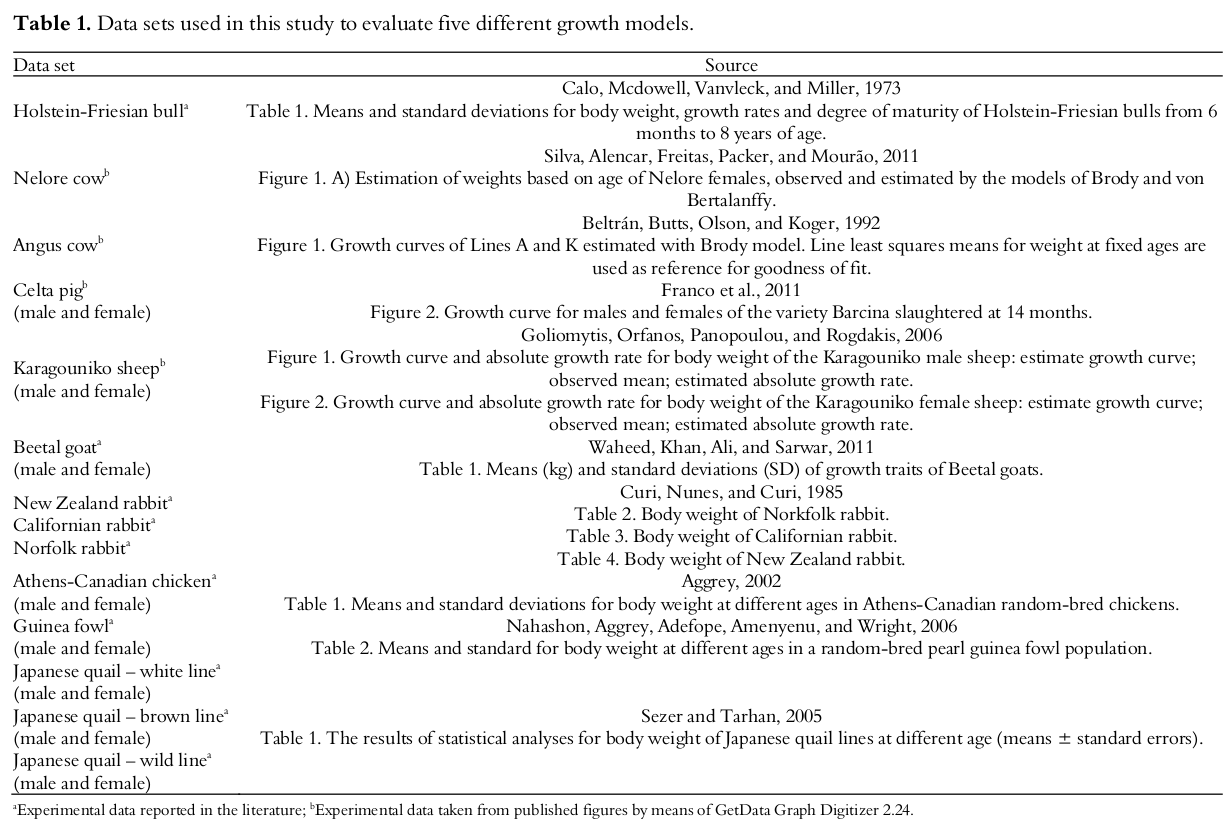 Table 1. Data sets used in this study to evaluate five different growth models.
Data set Source
Calo, Mcdowell, Vanvleck, and Miller, 1973
Holstein-Friesian bullᵃ Table 1. Means and standard deviations for body weight, growth rates and degree of maturity of Holstein-Friesian bulls from 6
months to 8 years of age.
Silva, Alencar, Freitas, Packer, and Mourão, 2011
Nelore cowᵇ Figure 1. A) Estimation of weights based on age of Nelore females, observed and estimated by the models of Brody and von
Bertalanffy.
Beltrán, Butts, Olson, and Koger, 1992
Angus cowᵇ Figure 1. Growth curves of Lines A and K estimated with Brody model. Line least squares means for weight at fixed ages are
used as reference for goodness of fit.
Celta pigᵇ Franco et al., 2011
(male and female) Figure 2. Growth curve for males and females of the variety Barcina slaughtered at 14 months.
Goliomytis, Orfanos, Panopoulou, and Rogdakis, 2006
Karagouniko sheepᵇ Figure 1. Growth curve and absolute growth rate for body weight of the Karagouniko male sheep: estimate growth curve;
(male and female) observed mean; estimated absolute growth rate.
Figure 2. Growth curve and absolute growth rate for body weight of the Karagouniko female sheep: estimate growth curve;
observed mean; estimated absolute growth rate.
Beetal goatᵃ Waheed, Khan, Ali, and Sarwar, 2011
(male and female) Table 1. Means (kg) and standard deviations (SD) of growth traits of Beetal goats.
Curi, Nunes, and Curi, 1985
New Zealand rabbitᵃ Table 2. Body weight of Norkfolk rabbit.
Californian rabbitᵃ Table 3. Body weight of Californian rabbit.
Norfolk rabbitᵃ Table 4. Body weight of New Zealand rabbit.
Athens-Canadian chickenᵃ Aggrey, 2002
(male and female) Table 1. Means and standard deviations for body weight at different ages in Athens-Canadian random-bred chickens.
Guinea fowlᵃ Nahashon, Aggrey, Adefope, Amenyenu, and Wright, 2006
(male and female) Table 2. Means and standard for body weight at different ages in a random-bred pearl guinea fowl population.
Japanese quail – white lineᵃ
(male and female)
Japanese quail – brown lineᵃ Sezer and Tarhan, 2005
(male and female) Table 1. The results of statistical analyses for body weight of Japanese quail lines at different age (means ± standard errors).
Japanese quail – wild lineᵃ
(male and female)
ᵃExperimental data reported in the literature; ᵇExperimental data taken from published figures by means of GetData Graph Digitizer 2.24.